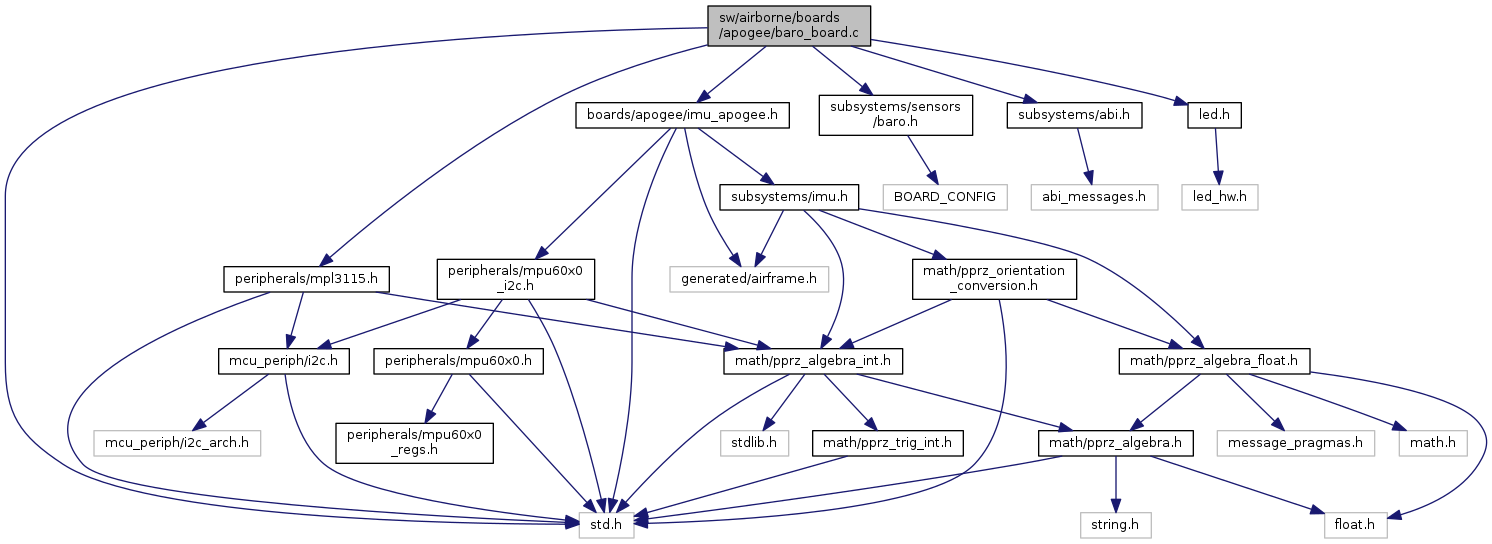 sw/airborne/boards
/apogee/baro_board.c
boards/apogee/imu_apogee.h
subsystems/sensors
/baro.h
subsystems/abi.h
led.h
subsystems/imu.h
BOARD_CONFIG
abi_messages.h
led_hw.h
peripherals/mpl3115.h
peripherals/mpu60x0
_i2c.h
generated/airframe.h
math/pprz_orientation
_conversion.h
mcu_periph/i2c.h
peripherals/mpu60x0.h
math/pprz_algebra_int.h
math/pprz_algebra_float.h
mcu_periph/i2c_arch.h
peripherals/mpu60x0
_regs.h
stdlib.h
math/pprz_trig_int.h
math/pprz_algebra.h
message_pragmas.h
math.h
std.h
string.h
float.h